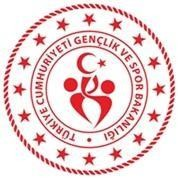 TÜRKİYE CUMHURİYETİ GENÇLİK VE SPOR BAKANLIĞI